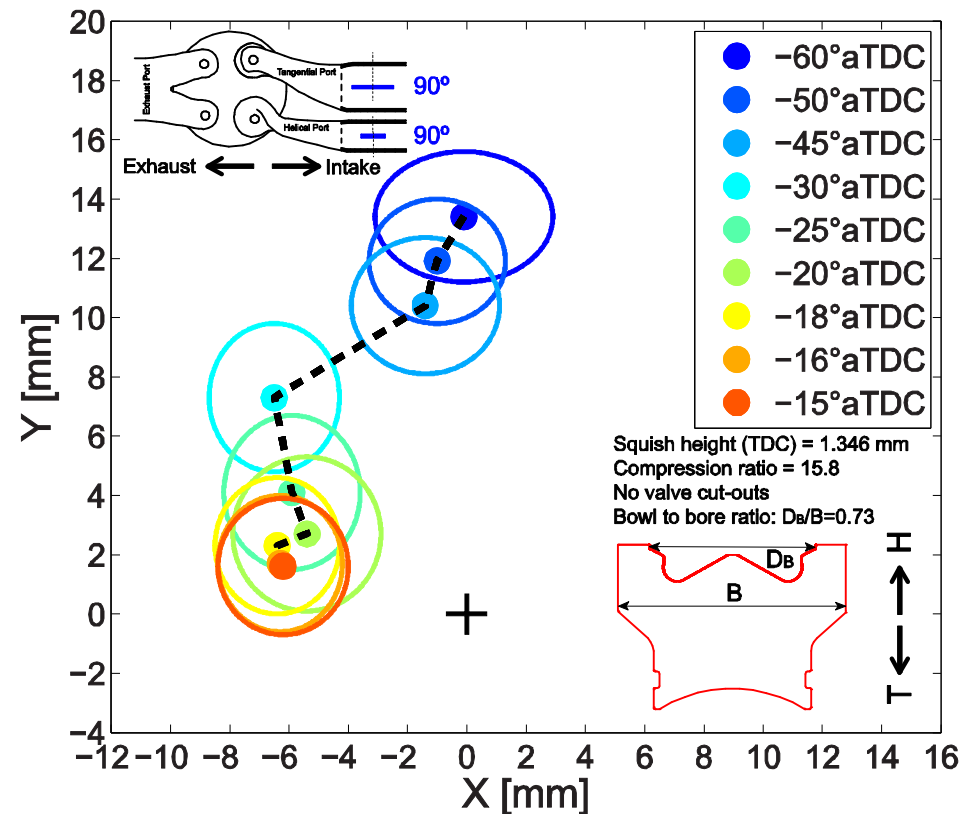 20
18
16
14
12
10
8
6
4
2
0
−2
−4
Y [mm]
−12 −10 −8 −6 −4 −2 0 2 4 6 8 10 12 14 16
X [mm]
Exhaust Port
Tangential Port
Helical Port
90º
90º
Exhaust
Intake
−60°aTDC
−50°aTDC
−45°aTDC
−30°aTDC
−25°aTDC
−20°aTDC
−18°aTDC
−16°aTDC
−15°aTDC
Squish height (TDC) = 1.346 mm
Compression ratio = 15.8
No valve cut-outs
Bowl to bore ratio: DB/B=0.73
DB
B
H
T